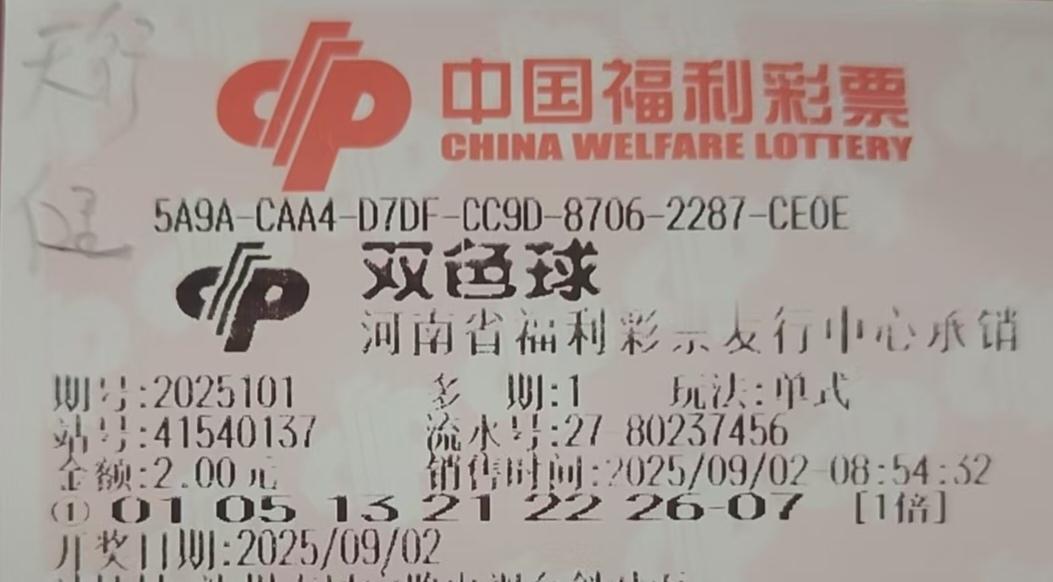 天行
健
中国福利彩票
CHINA WELFARE LOTTERY
5A9A-CAA4-D7DF-CC9D-8706-2287-CE0E
双色球
河南省福利彩票发行中心承销
期号:2025101 多 期:1 玩法:单式
站号:41540137 流水号:27-80237456
金额:2.00元 销售时间:2025/09/02-08:54:32
① 01 05 13 21 22 26-07 [1倍]
开奖日期:2025/09/02